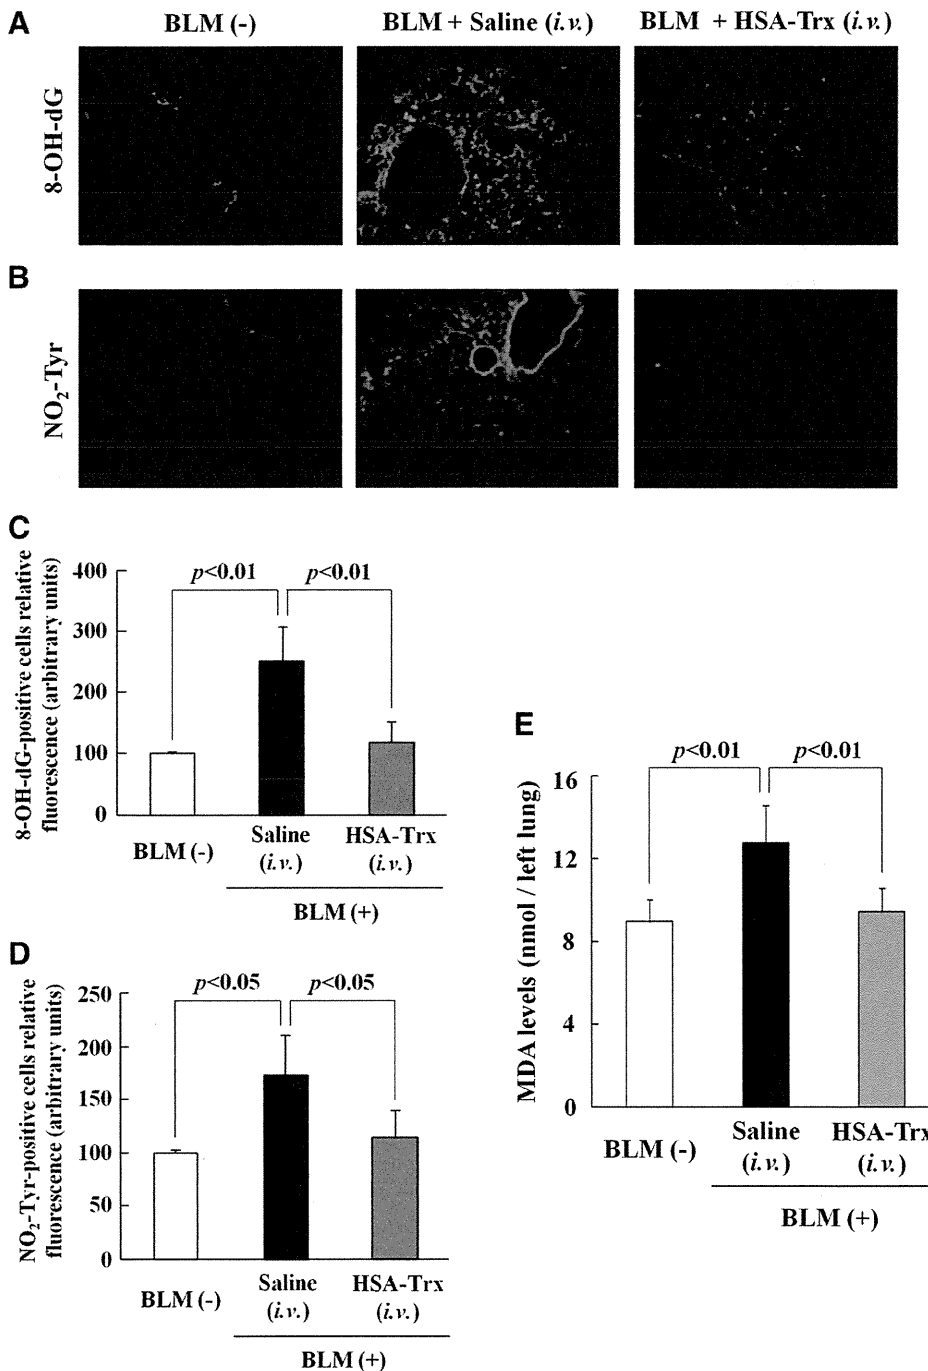 A
BLM (-)
BLM + Saline (i.v.)
BLM + HSA-Trx (i.v.)
8-OH-dG
B
NO₂-Tyr
C
8-OH-dG-positive cells relative
fluorescence (arbitrary units)
400
300
200
100
0
p<0.01
p<0.01
BLM (-)
Saline
(i.v.)
HSA-Trx
(i.v.)
BLM (+)
D
NO₂-Tyr-positive cells relative
fluorescence (arbitrary units)
250
200
150
100
50
0
p<0.05
p<0.05
BLM (-)
Saline
(i.v.)
HSA-Trx
(i.v.)
BLM (+)
E
MDA levels (nmol / left lung)
16
12
8
4
0
p<0.01
p<0.01
BLM (-)
Saline
(i.v.)
HSA-Trx
(i.v.)
BLM (+)